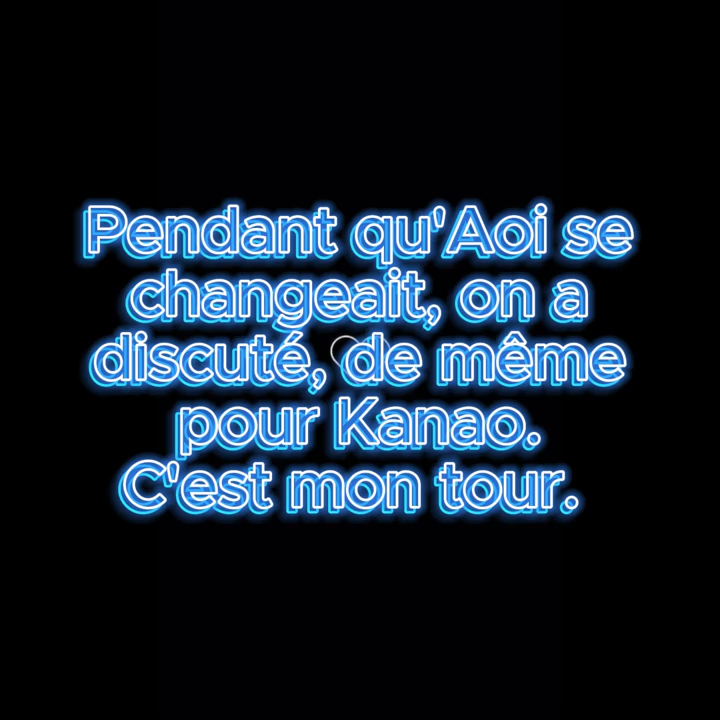 Pendant qu'Aoi se
changeait, on a
discuté, de même
pour Kanao.
C'est mon tour.